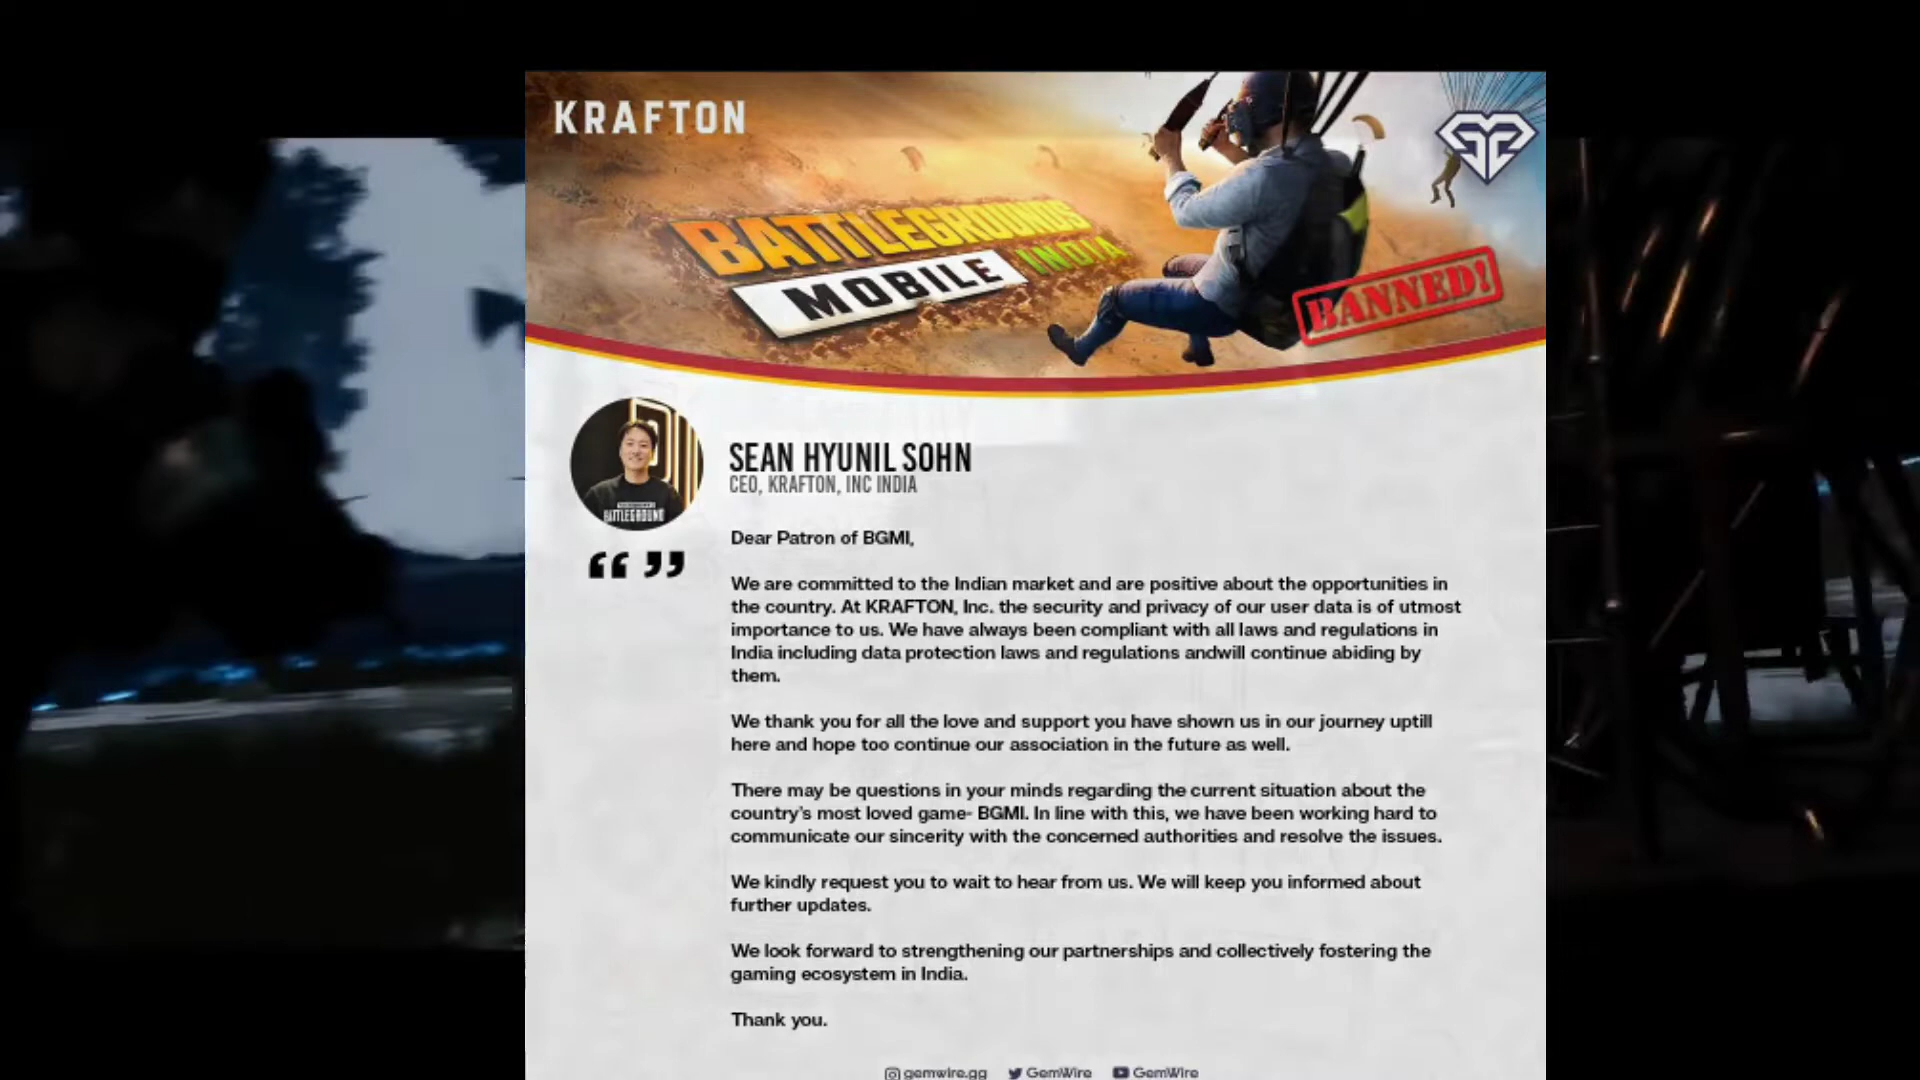 KRAFTON
BATTLEGROUNDS
MOBILE INDIA
BANNED!
SEAN HYUNIL SOHN
CEO, KRAFTON, INC INDIA
BATTLEGROUND
Dear Patron of BGMI,
“ ”
We are committed to the Indian market and are positive about the opportunities in
the country. At KRAFTON, Inc. the security and privacy of our user data is of utmost
importance to us. We have always been compliant with all laws and regulations in
India including data protection laws and regulations andwill continue abiding by
them.
We thank you for all the love and support you have shown us in our journey uptill
here and hope too continue our association in the future as well.
There may be questions in your minds regarding the current situation about the
country's most loved game- BGMI. In line with this, we have been working hard to
communicate our sincerity with the concerned authorities and resolve the issues.
We kindly request you to wait to hear from us. We will keep you informed about
further updates.
We look forward to strengthening our partnerships and collectively fostering the
gaming ecosystem in India.
Thank you.
gemwire.gg GemWire GemWire